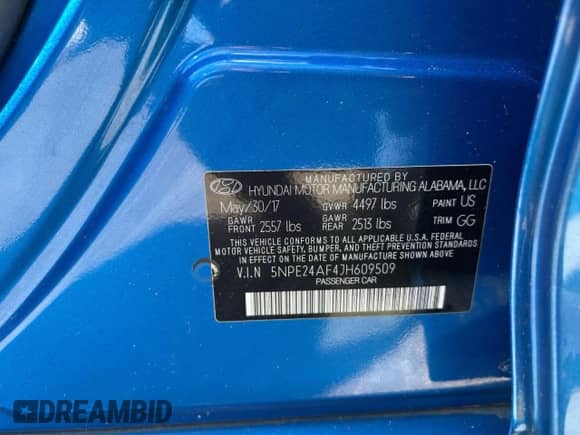 MANUFACTURED BY
HYUNDAI MOTOR MANUFACTURING ALABAMA, LLC
May/30/17 GVWR 4497 lbs PAINT US
GAWR FRONT 2557 lbs GAWR REAR 2513 lbs TRIM GG
THIS VEHICLE CONFORMS TO ALL APPLICABLE U.S.A. FEDERAL
MOTOR VEHICLE SAFETY, BUMPER, AND THEFT PREVENTION STANDARDS
IN EFFECT ON THE DATE OF MANUFACTURE SHOWN ABOVE.
V.I.N 5NPE24AF4JH609509
PASSENGER CAR
DREAMBID